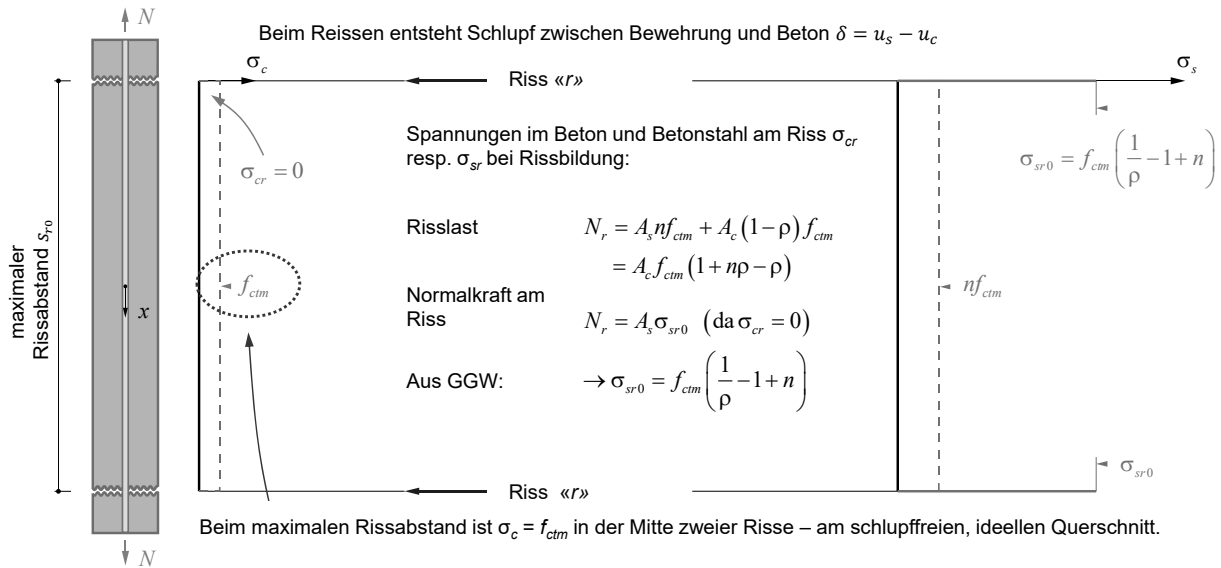 N
Beim Reissen entsteht Schlupf zwischen Bewehrung und Beton δ = u_s − u_c
σ_c
Riss «r»
σ_s
Spannungen im Beton und Betonstahl am Riss σ_cr
resp. σ_sr bei Rissbildung:
σ_cr = 0
σ_sr0 = f_ctm (1/ρ − 1 + n)
Risslast N_r = A_s n f_ctm + A_c (1 − ρ) f_ctm
= A_c f_ctm (1 + nρ − ρ)
maximaler
Rissabstand s_r0
x
f_ctm
n f_ctm
Normalkraft am
Riss N_r = A_s σ_sr0 (da σ_cr = 0)
Aus GGW: → σ_sr0 = f_ctm (1/ρ − 1 + n)
σ_sr0
Riss «r»
Beim maximalen Rissabstand ist σ_c = f_ctm in der Mitte zweier Risse – am schlupffreien, ideellen Querschnitt.
N